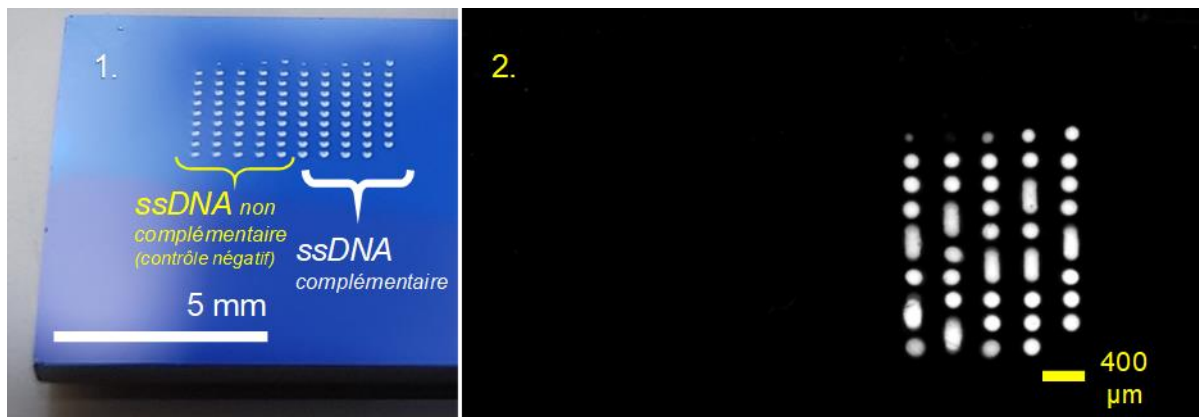 1.
ssDNA non
complémentaire
(contrôle négatif)
ssDNA
complémentaire
5 mm
2.
400
µm